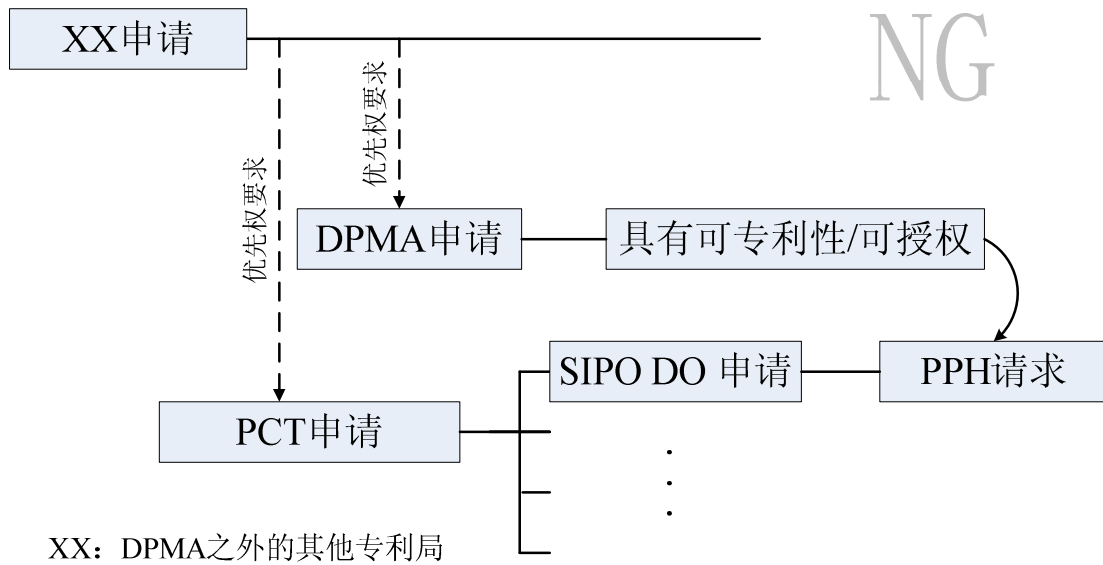 XX申请
NG
优先权要求
优先权要求
DPMA申请
具有可专利性/可授权
SIPO DO 申请
PPH请求
PCT申请
XX：DPMA之外的其他专利局